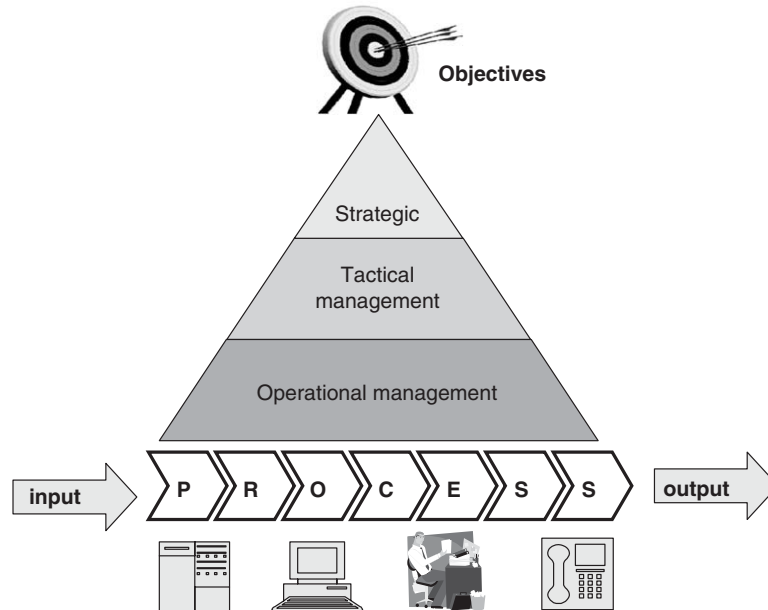 Objectives
Strategic
Tactical
management
Operational management
input
P R O C E S S
output